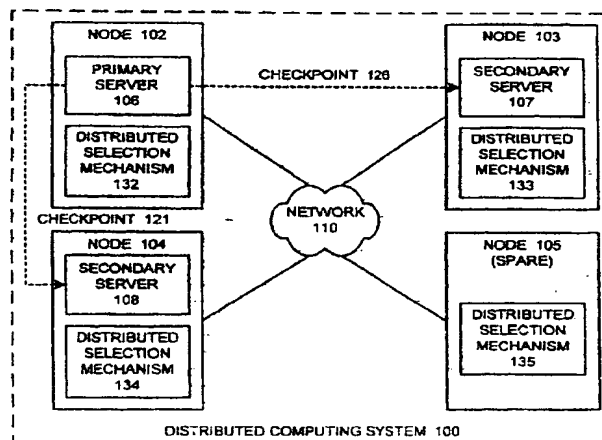 NODE 102
PRIMARY
SERVER
106
DISTRIBUTED
SELECTION
MECHANISM
132
CHECKPOINT 126
NODE 103
SECONDARY
SERVER
107
DISTRIBUTED
SELECTION
MECHANISM
133
NETWORK
110
CHECKPOINT 121
NODE 104
SECONDARY
SERVER
108
DISTRIBUTED
SELECTION
MECHANISM
134
NODE 105
(SPARE)
DISTRIBUTED
SELECTION
MECHANISM
135
DISTRIBUTED COMPUTING SYSTEM 100